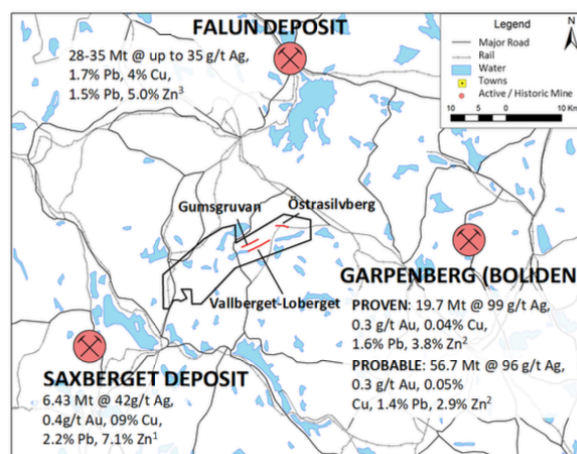 FALUN DEPOSIT
28-35 Mt @ up to 35 g/t Ag,
1.7% Pb, 4% Cu,
1.5% Pb, 5.0% Zn³
Legend
N
Major Road
Rail
Water
Towns
Active / Historic Mine
10 5 0 10 Km
Gumsgruvan
Östrasilvberg
Vallberget-Loberget
GARPENBERG (BOLIDEN
PROVEN: 19.7 Mt @ 99 g/t Ag,
0.3 g/t Au, 0.04% Cu,
1.6% Pb, 3.8% Zn²
PROBABLE: 56.7 Mt @ 96 g/t Ag,
0.3 g/t Au, 0.05%
Cu, 1.4% Pb, 2.9% Zn²
SAXBERGET DEPOSIT
6.43 Mt @ 42g/t Ag,
0.4g/t Au, 09% Cu,
2.2% Pb, 7.1% Zn¹